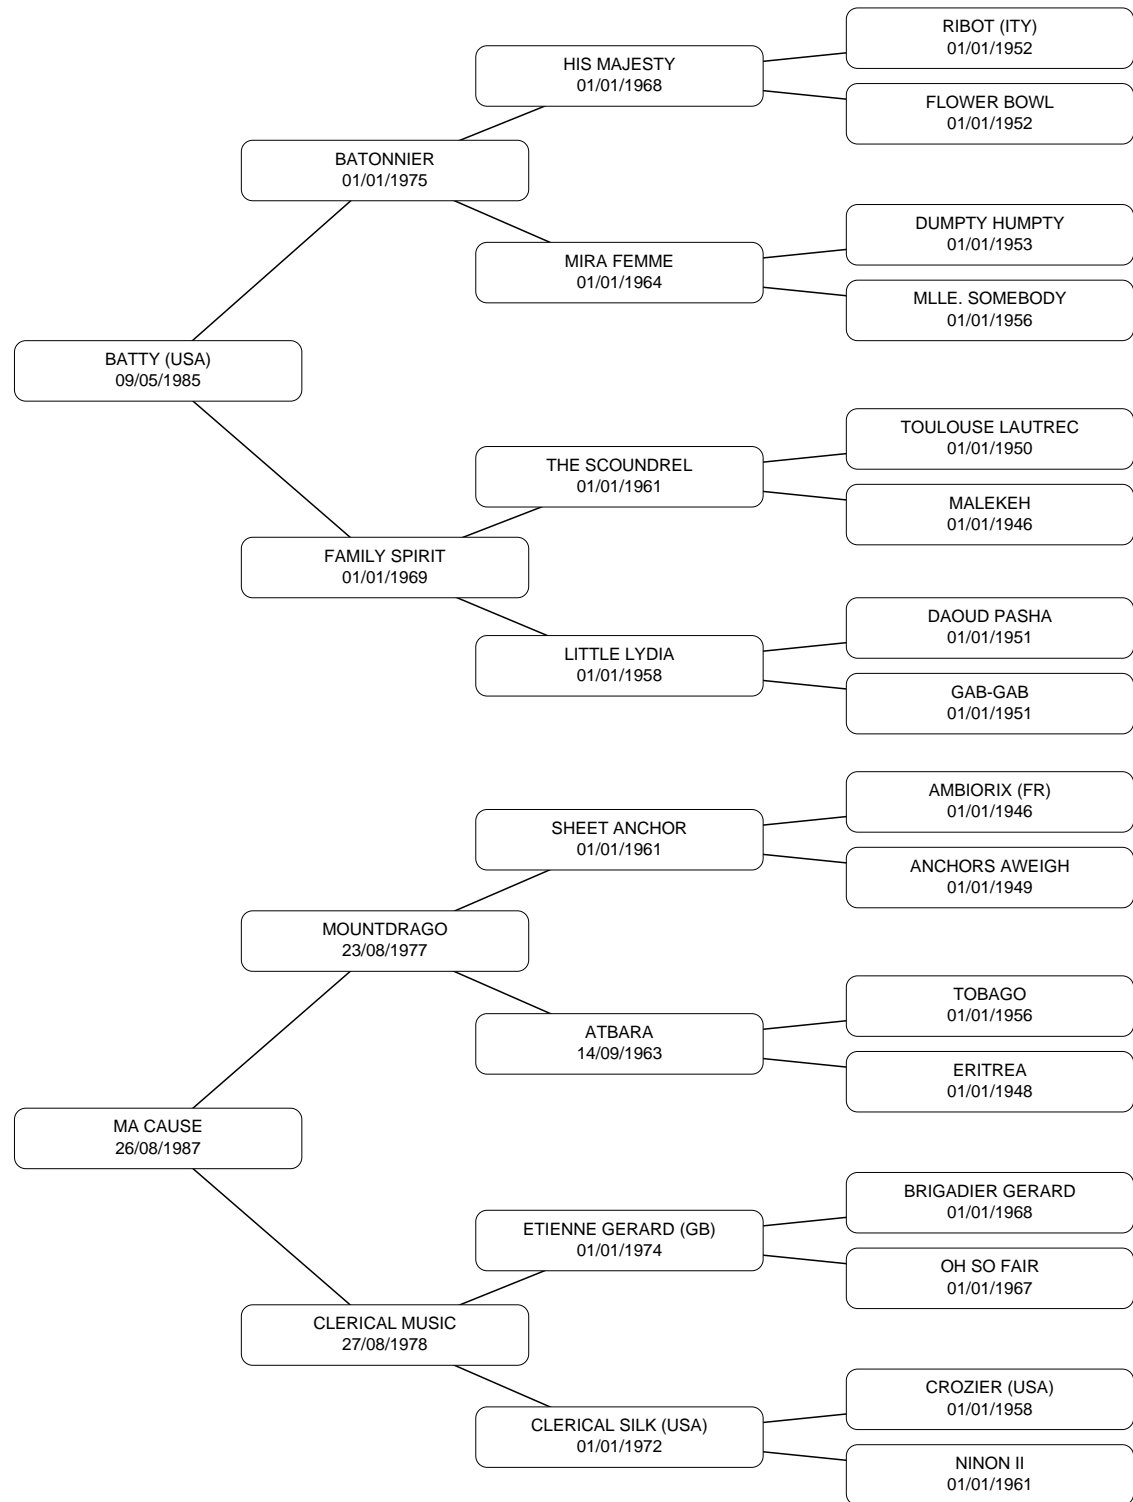 RIBOT (ITY)
01/01/1952
HIS MAJESTY
01/01/1968
FLOWER BOWL
01/01/1952
BATONNIER
01/01/1975
DUMPTY HUMPTY
01/01/1953
MIRA FEMME
01/01/1964
MLLE. SOMEBODY
01/01/1956
BATTY (USA)
09/05/1985
TOULOUSE LAUTREC
01/01/1950
THE SCOUNDREL
01/01/1961
MALEKEH
01/01/1946
FAMILY SPIRIT
01/01/1969
DAOUD PASHA
01/01/1951
LITTLE LYDIA
01/01/1958
GAB-GAB
01/01/1951
AMBIORIX (FR)
01/01/1946
SHEET ANCHOR
01/01/1961
ANCHORS AWEIGH
01/01/1949
MOUNTDRAGO
23/08/1977
TOBAGO
01/01/1956
ATBARA
14/09/1963
ERITREA
01/01/1948
MA CAUSE
26/08/1987
BRIGADIER GERARD
01/01/1968
ETIENNE GERARD (GB)
01/01/1974
OH SO FAIR
01/01/1967
CLERICAL MUSIC
27/08/1978
CROZIER (USA)
01/01/1958
CLERICAL SILK (USA)
01/01/1972
NINON II
01/01/1961